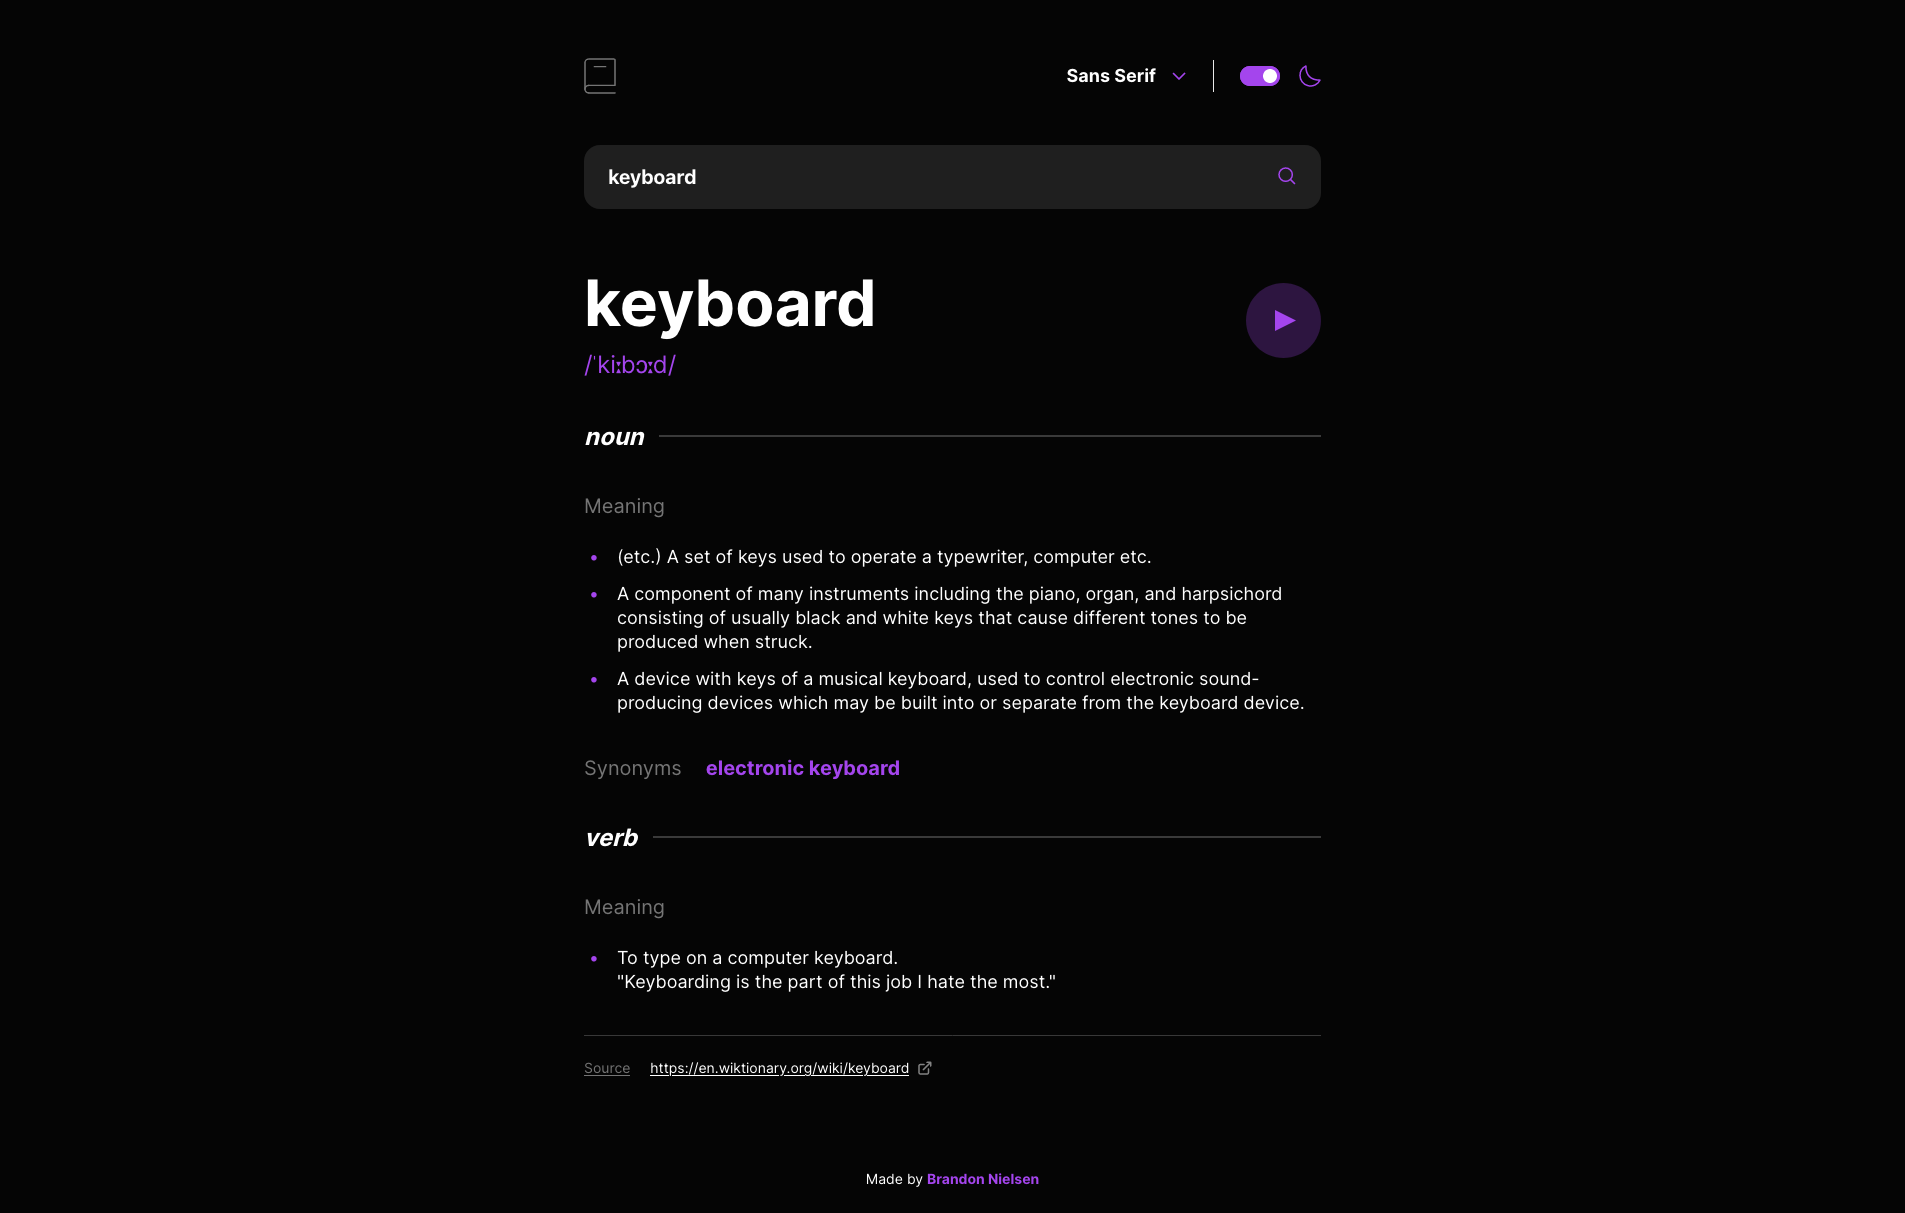 Sans Serif
keyboard
keyboard
/ˈkiːbɔːd/
noun
Meaning
(etc.) A set of keys used to operate a typewriter, computer etc.
A component of many instruments including the piano, organ, and harpsichord
consisting of usually black and white keys that cause different tones to be
produced when struck.
A device with keys of a musical keyboard, used to control electronic sound-
producing devices which may be built into or separate from the keyboard device.
Synonyms electronic keyboard
verb
Meaning
To type on a computer keyboard.
"Keyboarding is the part of this job I hate the most."
Source https://en.wiktionary.org/wiki/keyboard
Made by Brandon Nielsen